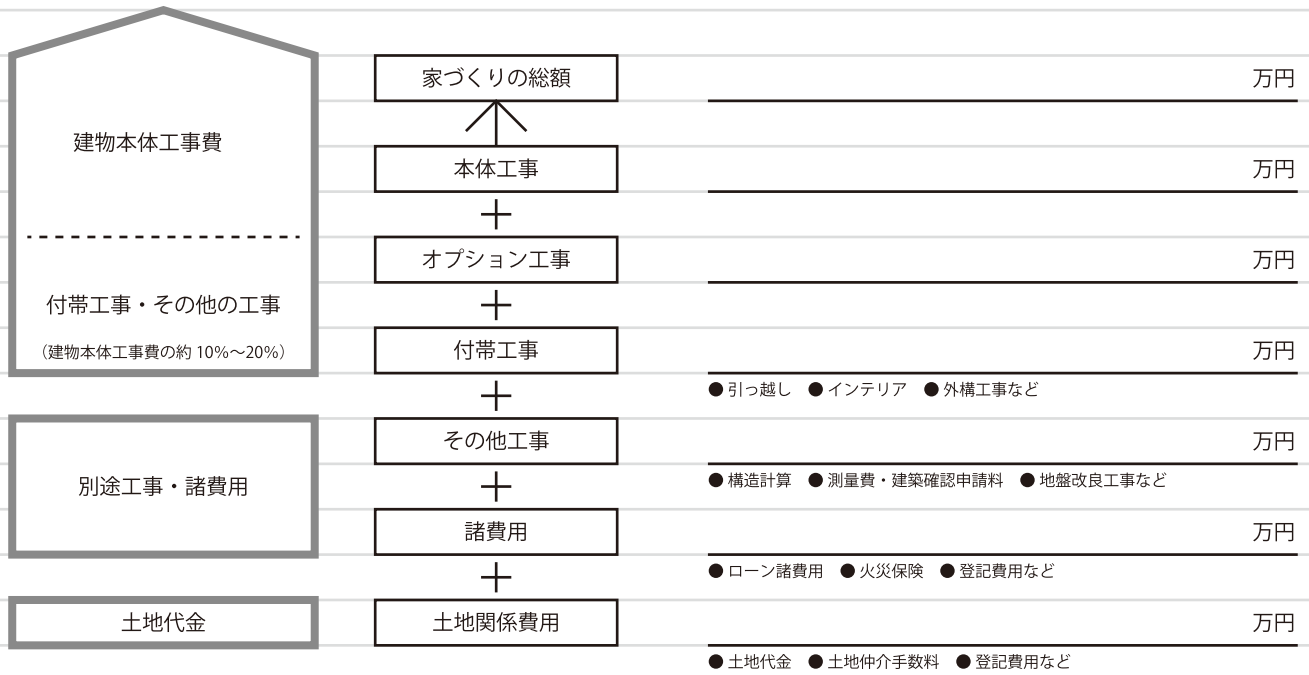 家づくりの総額
万円
建物本体工事費
本体工事
万円
オプション工事
万円
付帯工事・その他の工事
(建物本体工事費の約 10%〜20%)
付帯工事
万円
● 引っ越し ● インテリア ● 外構工事など
その他工事
万円
● 構造計算 ● 測量費・建築確認申請料 ● 地盤改良工事など
別途工事・諸費用
諸費用
万円
● ローン諸費用 ● 火災保険 ● 登記費用など
土地代金
土地関係費用
万円
● 土地代金 ● 土地仲介手数料 ● 登記費用など